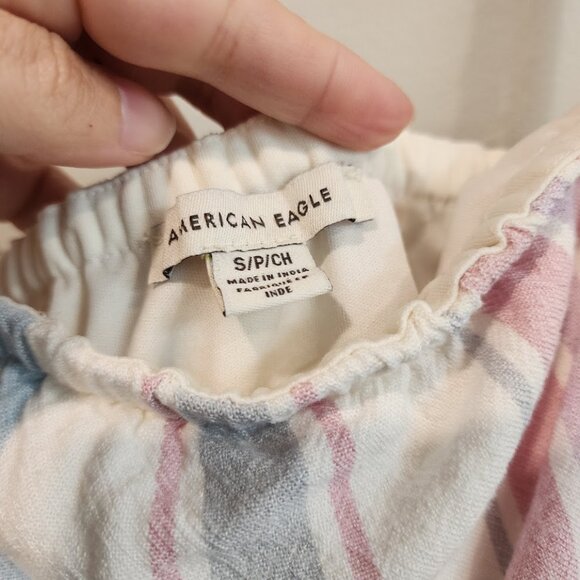 AMERICAN EAGLE
S/P/CH
MADE IN INDIA
INDE